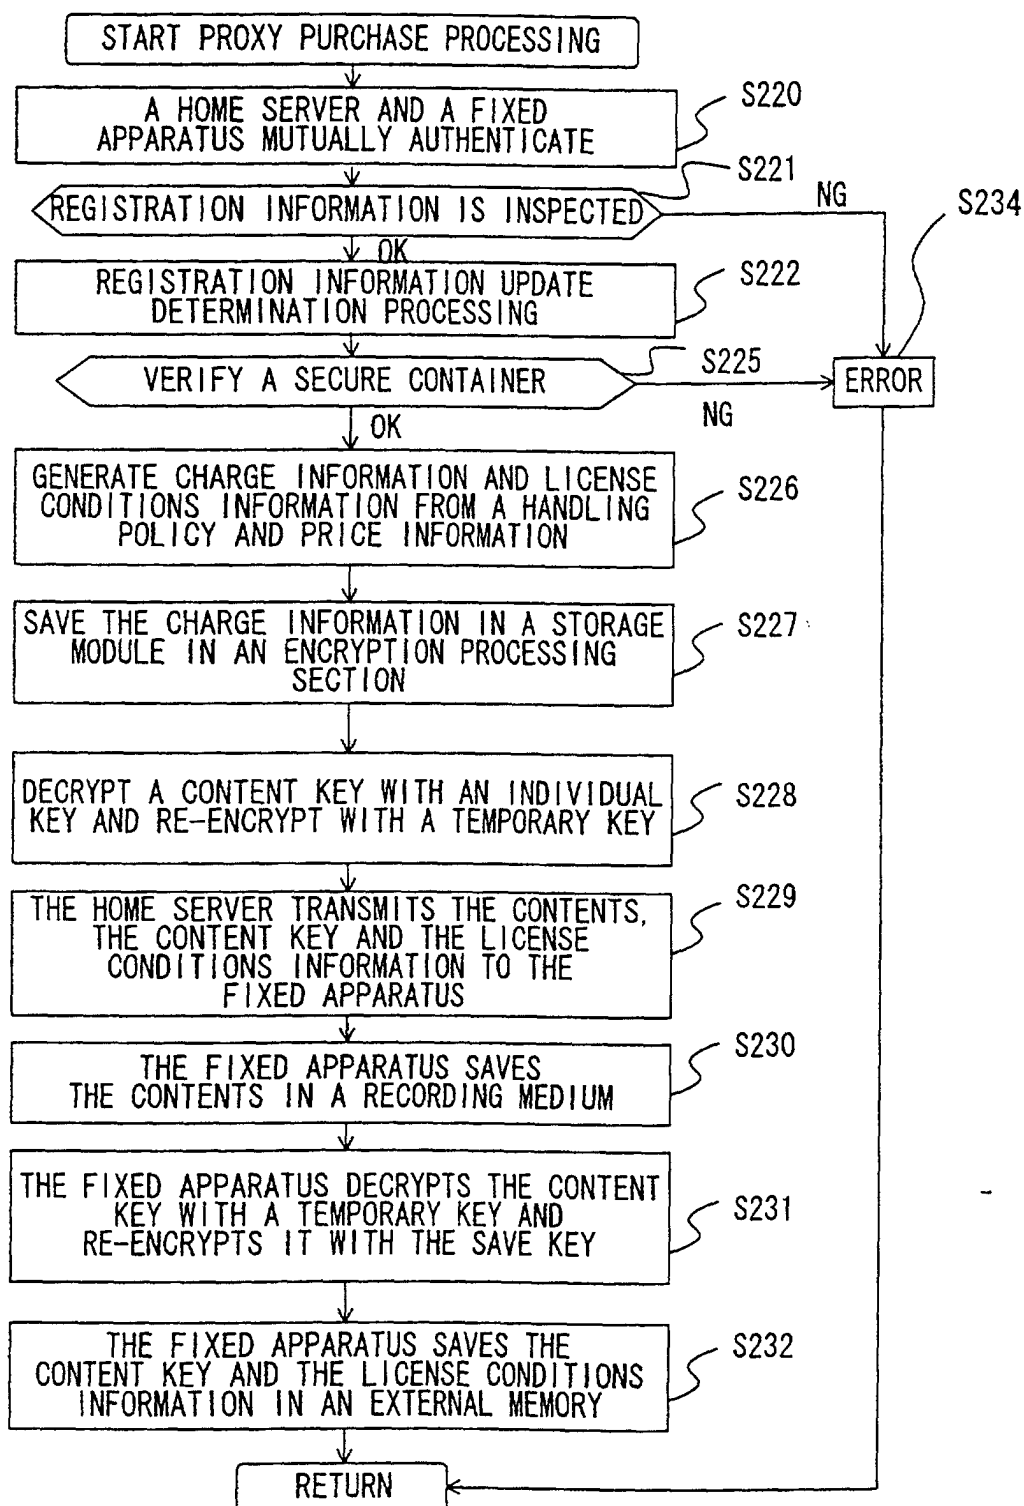 START PROXY PURCHASE PROCESSING
A HOME SERVER AND A FIXED
APPARATUS MUTUALLY AUTHENTICATE
S220
REGISTRATION INFORMATION IS INSPECTED
S221
NG
S234
OK
REGISTRATION INFORMATION UPDATE
DETERMINATION PROCESSING
S222
VERIFY A SECURE CONTAINER
S225
NG
ERROR
OK
GENERATE CHARGE INFORMATION AND LICENSE
CONDITIONS INFORMATION FROM A HANDLING
POLICY AND PRICE INFORMATION
S226
SAVE THE CHARGE INFORMATION IN A STORAGE
MODULE IN AN ENCRYPTION PROCESSING
SECTION
S227
DECRYPT A CONTENT KEY WITH AN INDIVIDUAL
KEY AND RE-ENCRYPT WITH A TEMPORARY KEY
S228
THE HOME SERVER TRANSMITS THE CONTENTS,
THE CONTENT KEY AND THE LICENSE
CONDITIONS INFORMATION TO THE
FIXED APPARATUS
S229
THE FIXED APPARATUS SAVES
THE CONTENTS IN A RECORDING MEDIUM
S230
THE FIXED APPARATUS DECRYPTS THE CONTENT
KEY WITH A TEMPORARY KEY AND
RE-ENCRYPTS IT WITH THE SAVE KEY
S231
THE FIXED APPARATUS SAVES THE
CONTENT KEY AND THE LICENSE CONDITIONS
INFORMATION IN AN EXTERNAL MEMORY
S232
RETURN